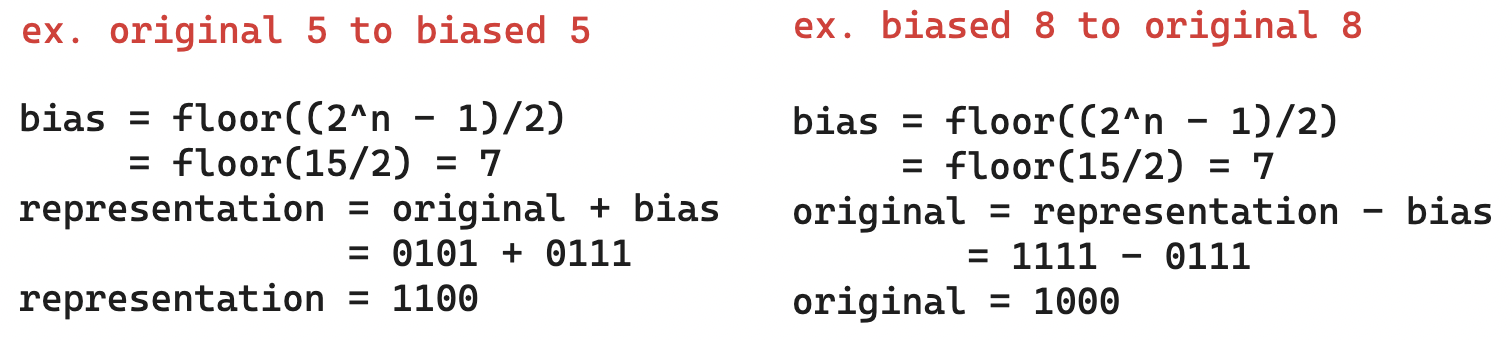 ex. original 5 to biased 5
bias = floor((2^n - 1)/2)
= floor(15/2) = 7
representation = original + bias
= 0101 + 0111
representation = 1100
ex. biased 8 to original 8
bias = floor((2^n - 1)/2)
= floor(15/2) = 7
original = representation - bias
= 1111 - 0111
original = 1000